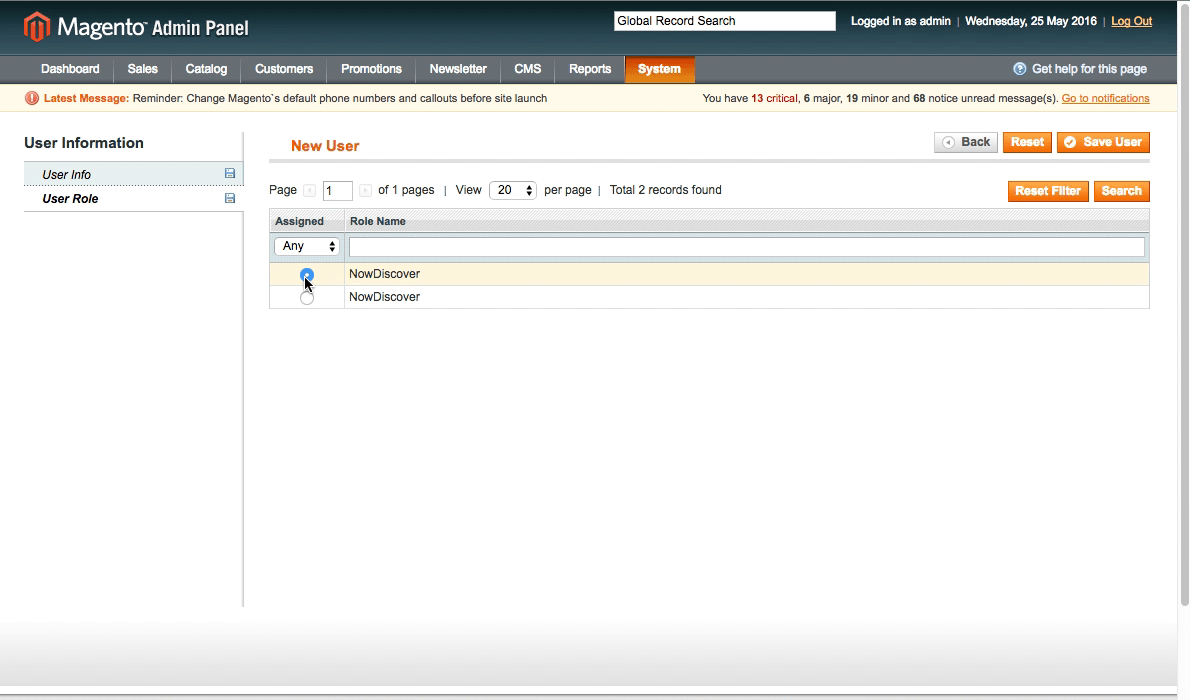 Magento™ Admin Panel
Global Record Search
Logged in as admin | Wednesday, 25 May 2016 | Log Out
Dashboard Sales Catalog Customers Promotions Newsletter CMS Reports System Get help for this page
Latest Message: Reminder: Change Magento`s default phone numbers and callouts before site launch
You have 13 critical, 6 major, 19 minor and 68 notice unread message(s). Go to notifications
User Information
User Info
User Role
New User
Back Reset Save User
Page 1 of 1 pages | View 20 per page | Total 2 records found
Reset Filter Search
Assigned Role Name
Any
NowDiscover
NowDiscover